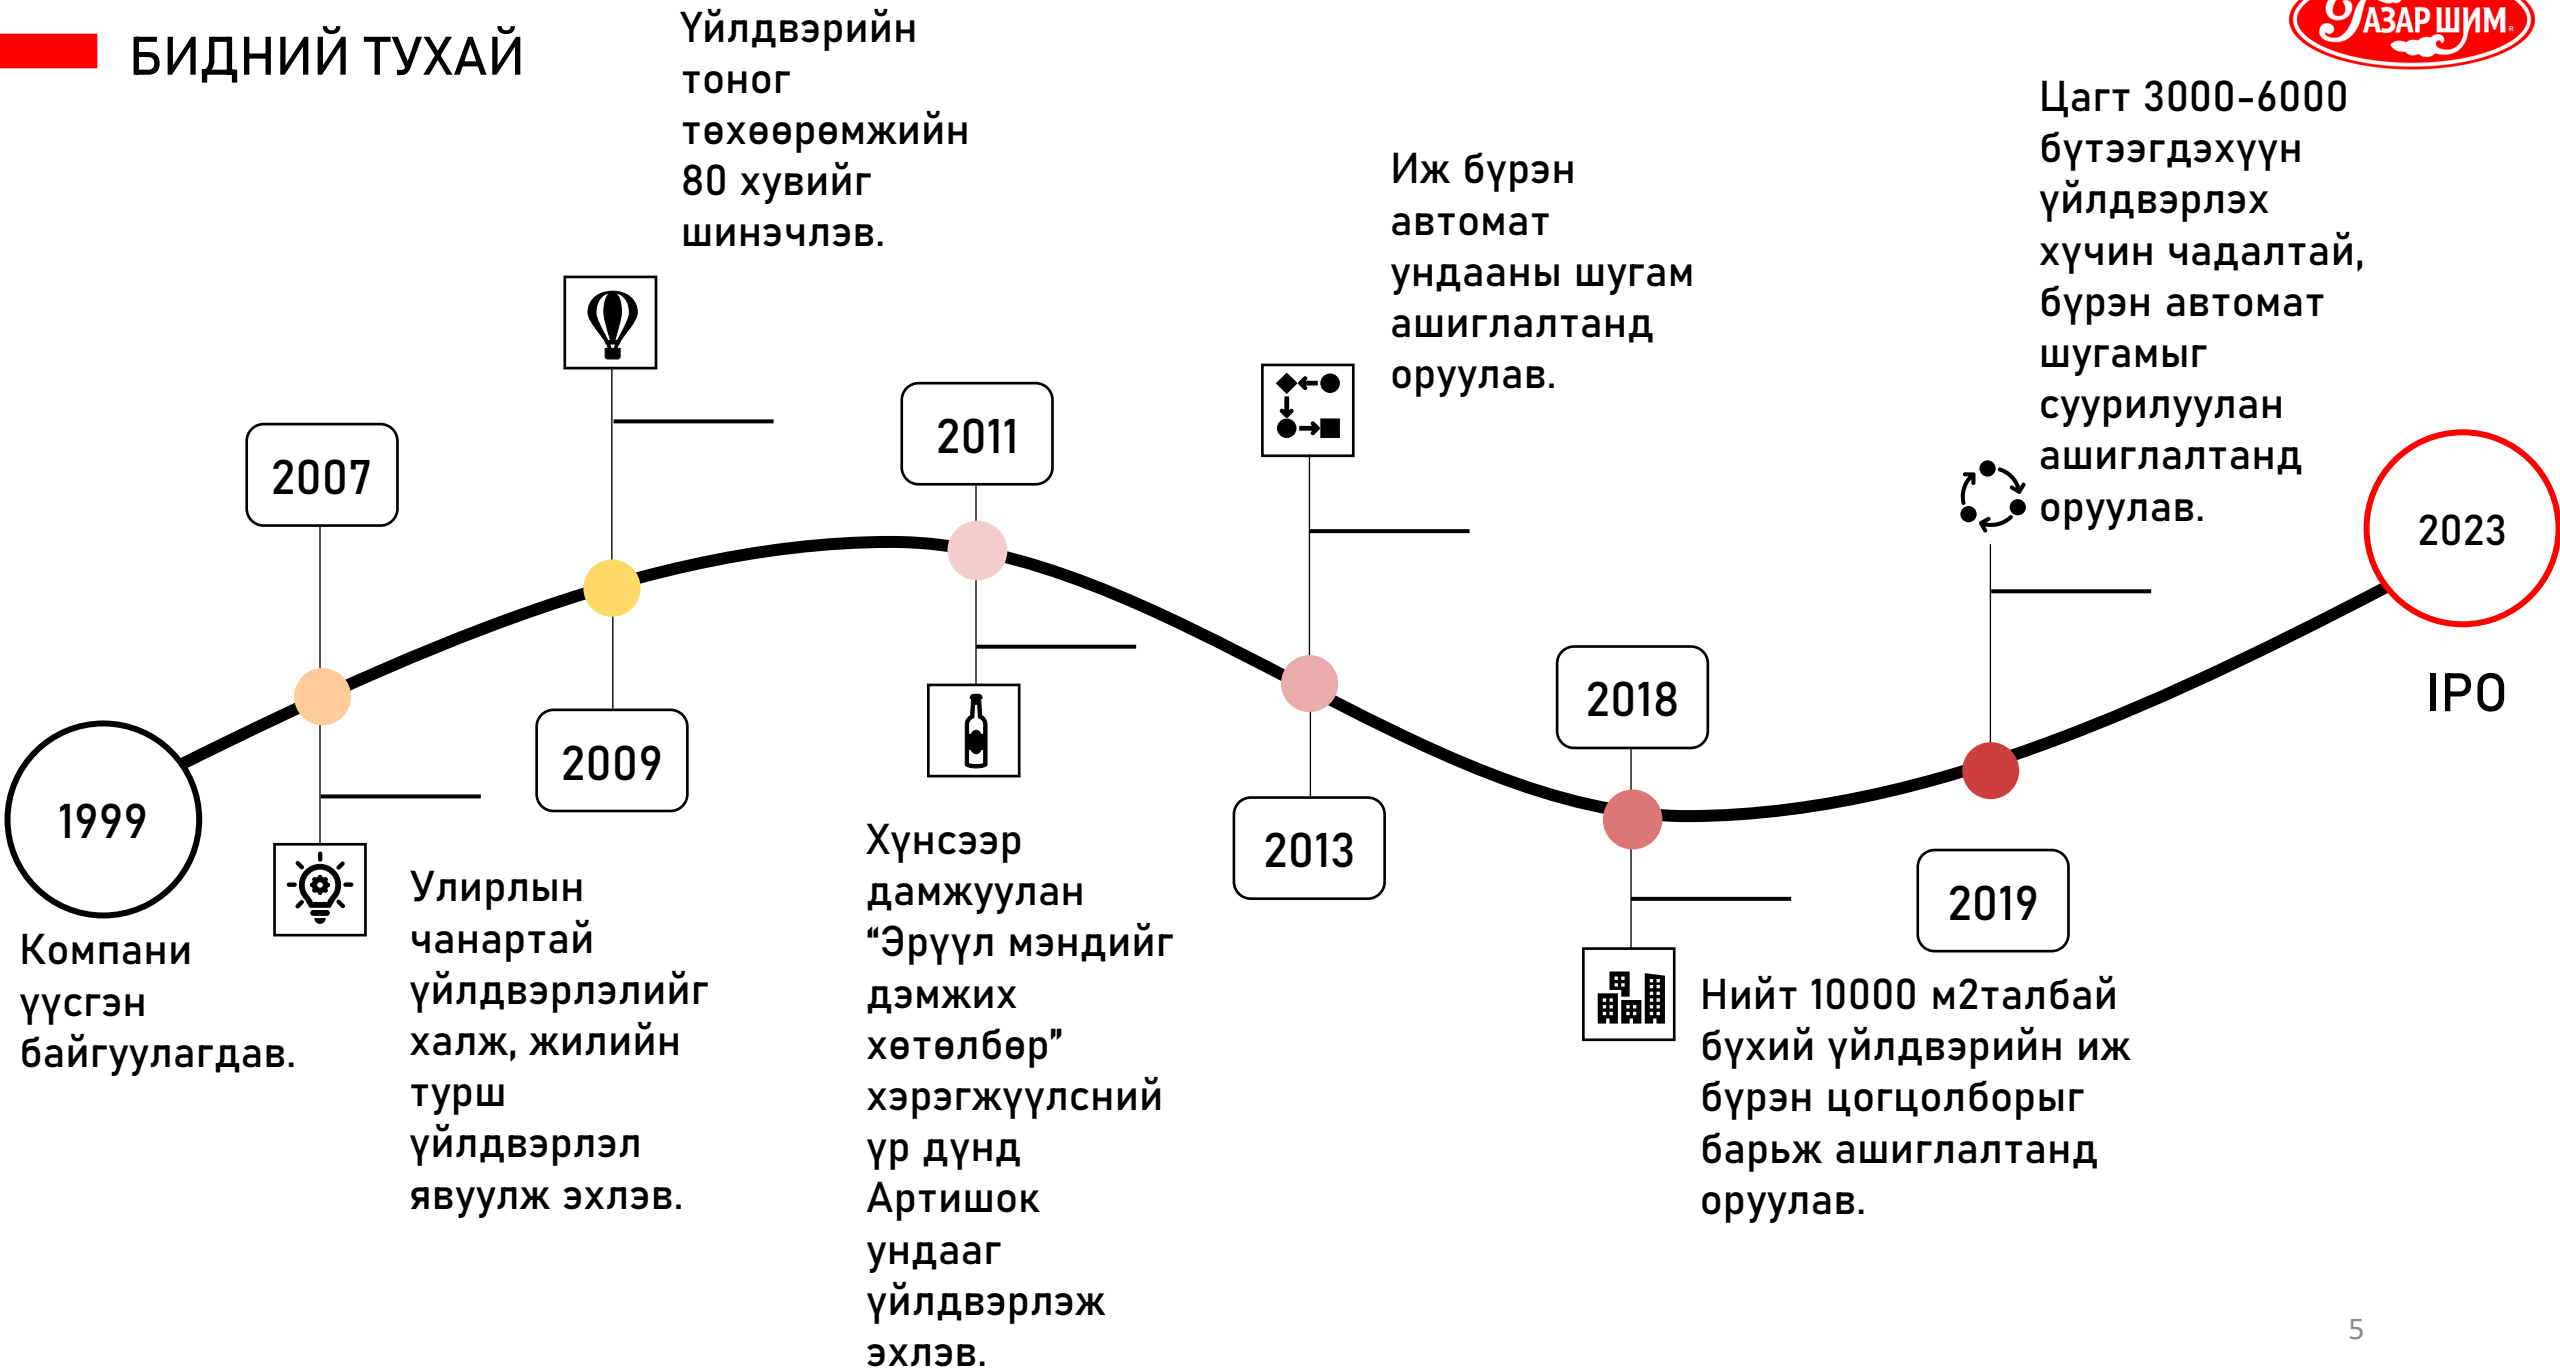 БИДНИЙ ТУХАЙ
ГАЗАР ШИМ
1999
Компани
үүсгэн
байгуулагдав.
2007
Улирлын
чанартай
үйлдвэрлэлийг
халж, жилийн
турш
үйлдвэрлэл
явуулж эхлэв.
Үйлдвэрийн
тоног
төхөөрөмжийн
80 хувийг
шинэчлэв.
2009
2011
Хүнсээр
дамжуулан
“Эрүүл мэндийг
дэмжих
хөтөлбөр”
хэрэгжүүлсний
үр дүнд
Артишок
ундааг
үйлдвэрлэж
эхлэв.
Иж бүрэн
автомат
ундааны шугам
ашиглалтанд
оруулав.
2013
2018
Нийт 10000 м2талбай
бүхий үйлдвэрийн иж
бүрэн цогцолборыг
барьж ашиглалтанд
оруулав.
Цагт 3000-6000
бүтээгдэхүүн
үйлдвэрлэх
хүчин чадалтай,
бүрэн автомат
шугамыг
суурилуулан
ашиглалтанд
оруулав.
2019
2023
IPO
5